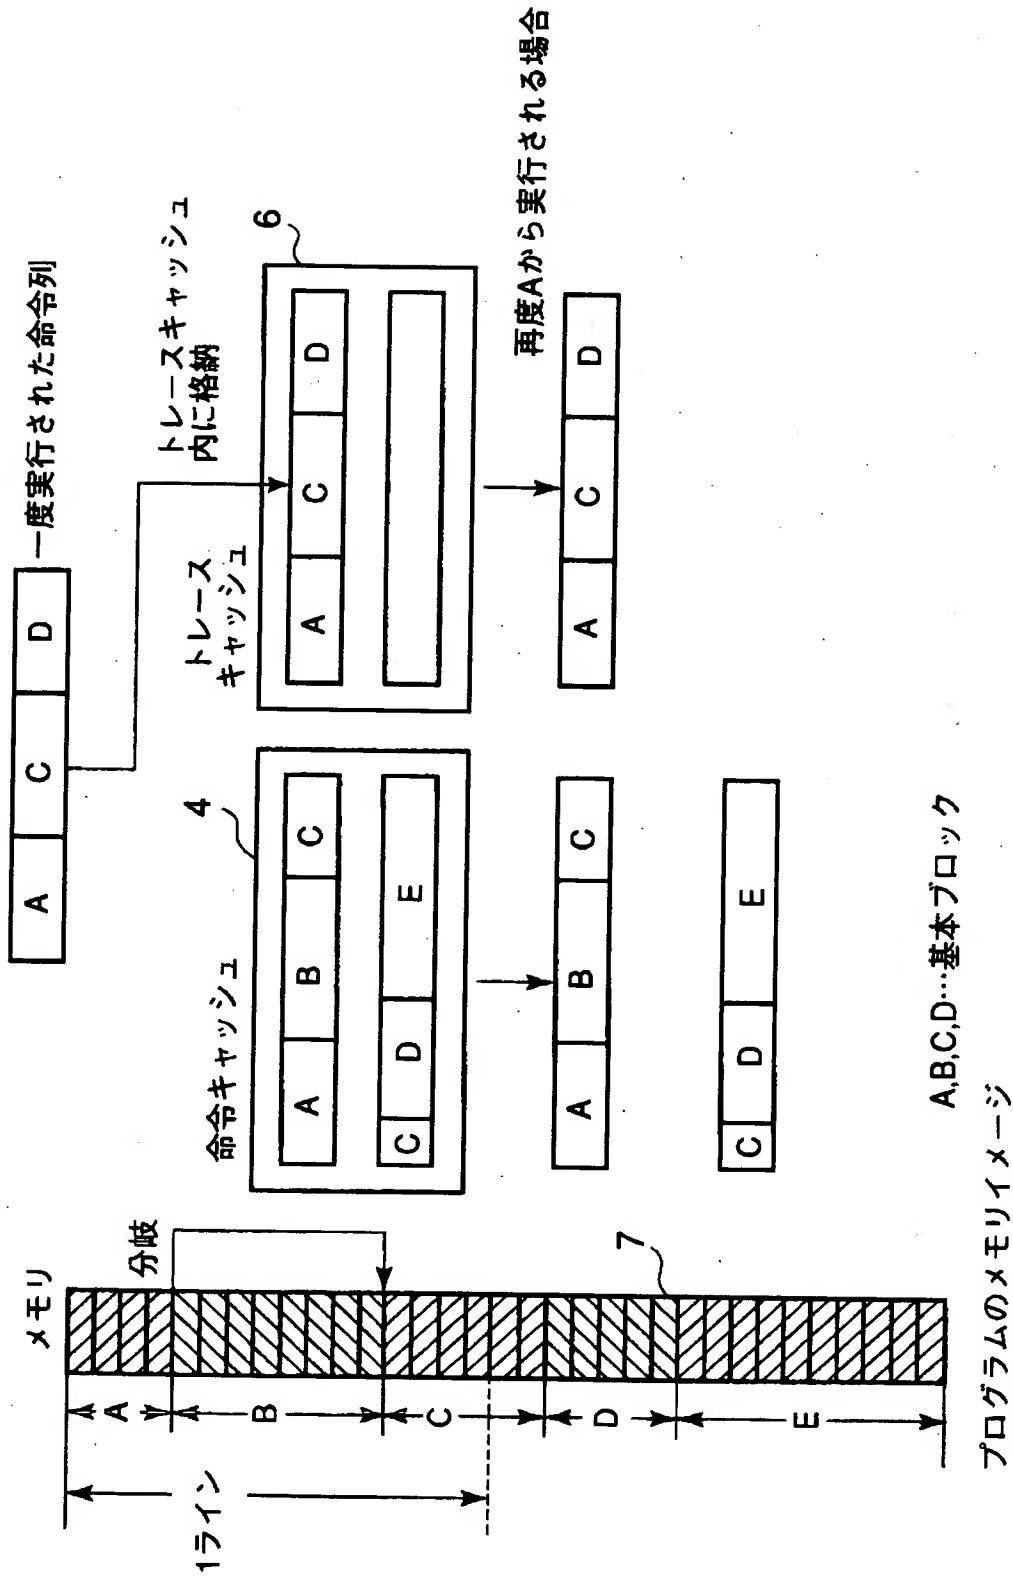 A C D
一度実行された命令列
トレースキャッシュ
内に格納
6
トレース
キャッシュ
A C D
再度Aから実行される場合
A C D
4
命令キャッシュ
A B C
C D E
A B C
C D E
A,B,C,D…基本ブロック
メモリ
分岐
7
A
B
C
D
E
1ライン
プログラムのメモリイメージ